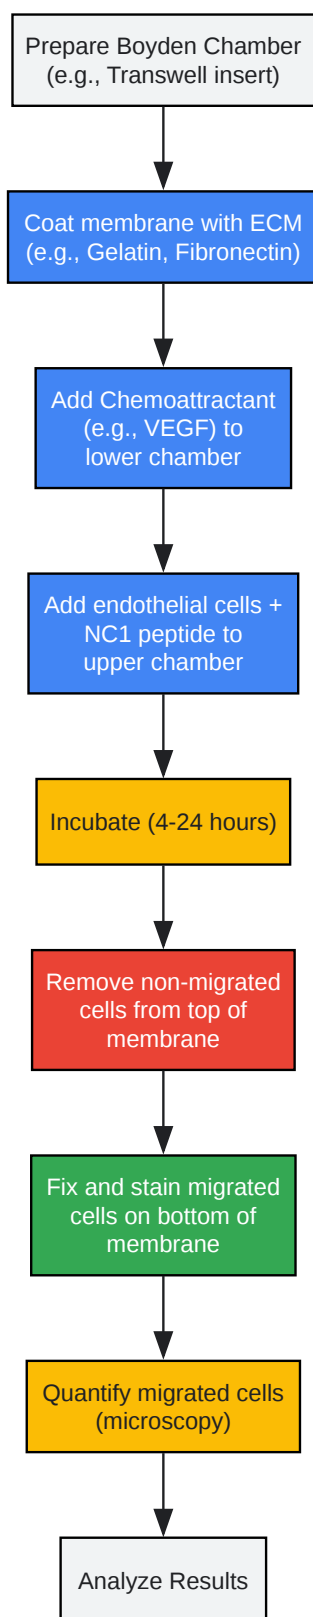 Prepare Boyden Chamber
(e.g., Transwell insert)
Coat membrane with ECM
(e.g., Gelatin, Fibronectin)
Add Chemoattractant
(e.g., VEGF) to
lower chamber
Add endothelial cells +
NC1 peptide to
upper chamber
Incubate (4-24 hours)
Remove non-migrated
cells from top of
membrane
Fix and stain migrated
cells on bottom of
membrane
Quantify migrated cells
(microscopy)
Analyze Results